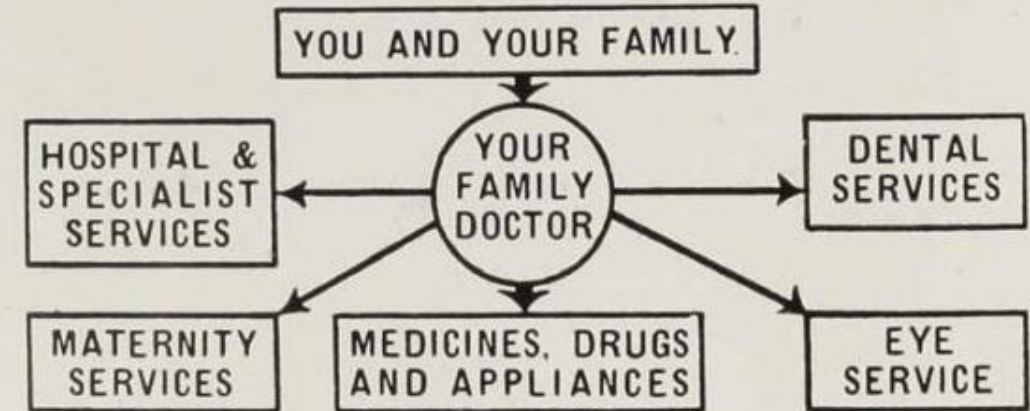 YOU AND YOUR FAMILY.
HOSPITAL &
SPECIALIST
SERVICES
YOUR
FAMILY
DOCTOR
DENTAL
SERVICES
MATERNITY
SERVICES
MEDICINES, DRUGS
AND APPLIANCES
EYE
SERVICE